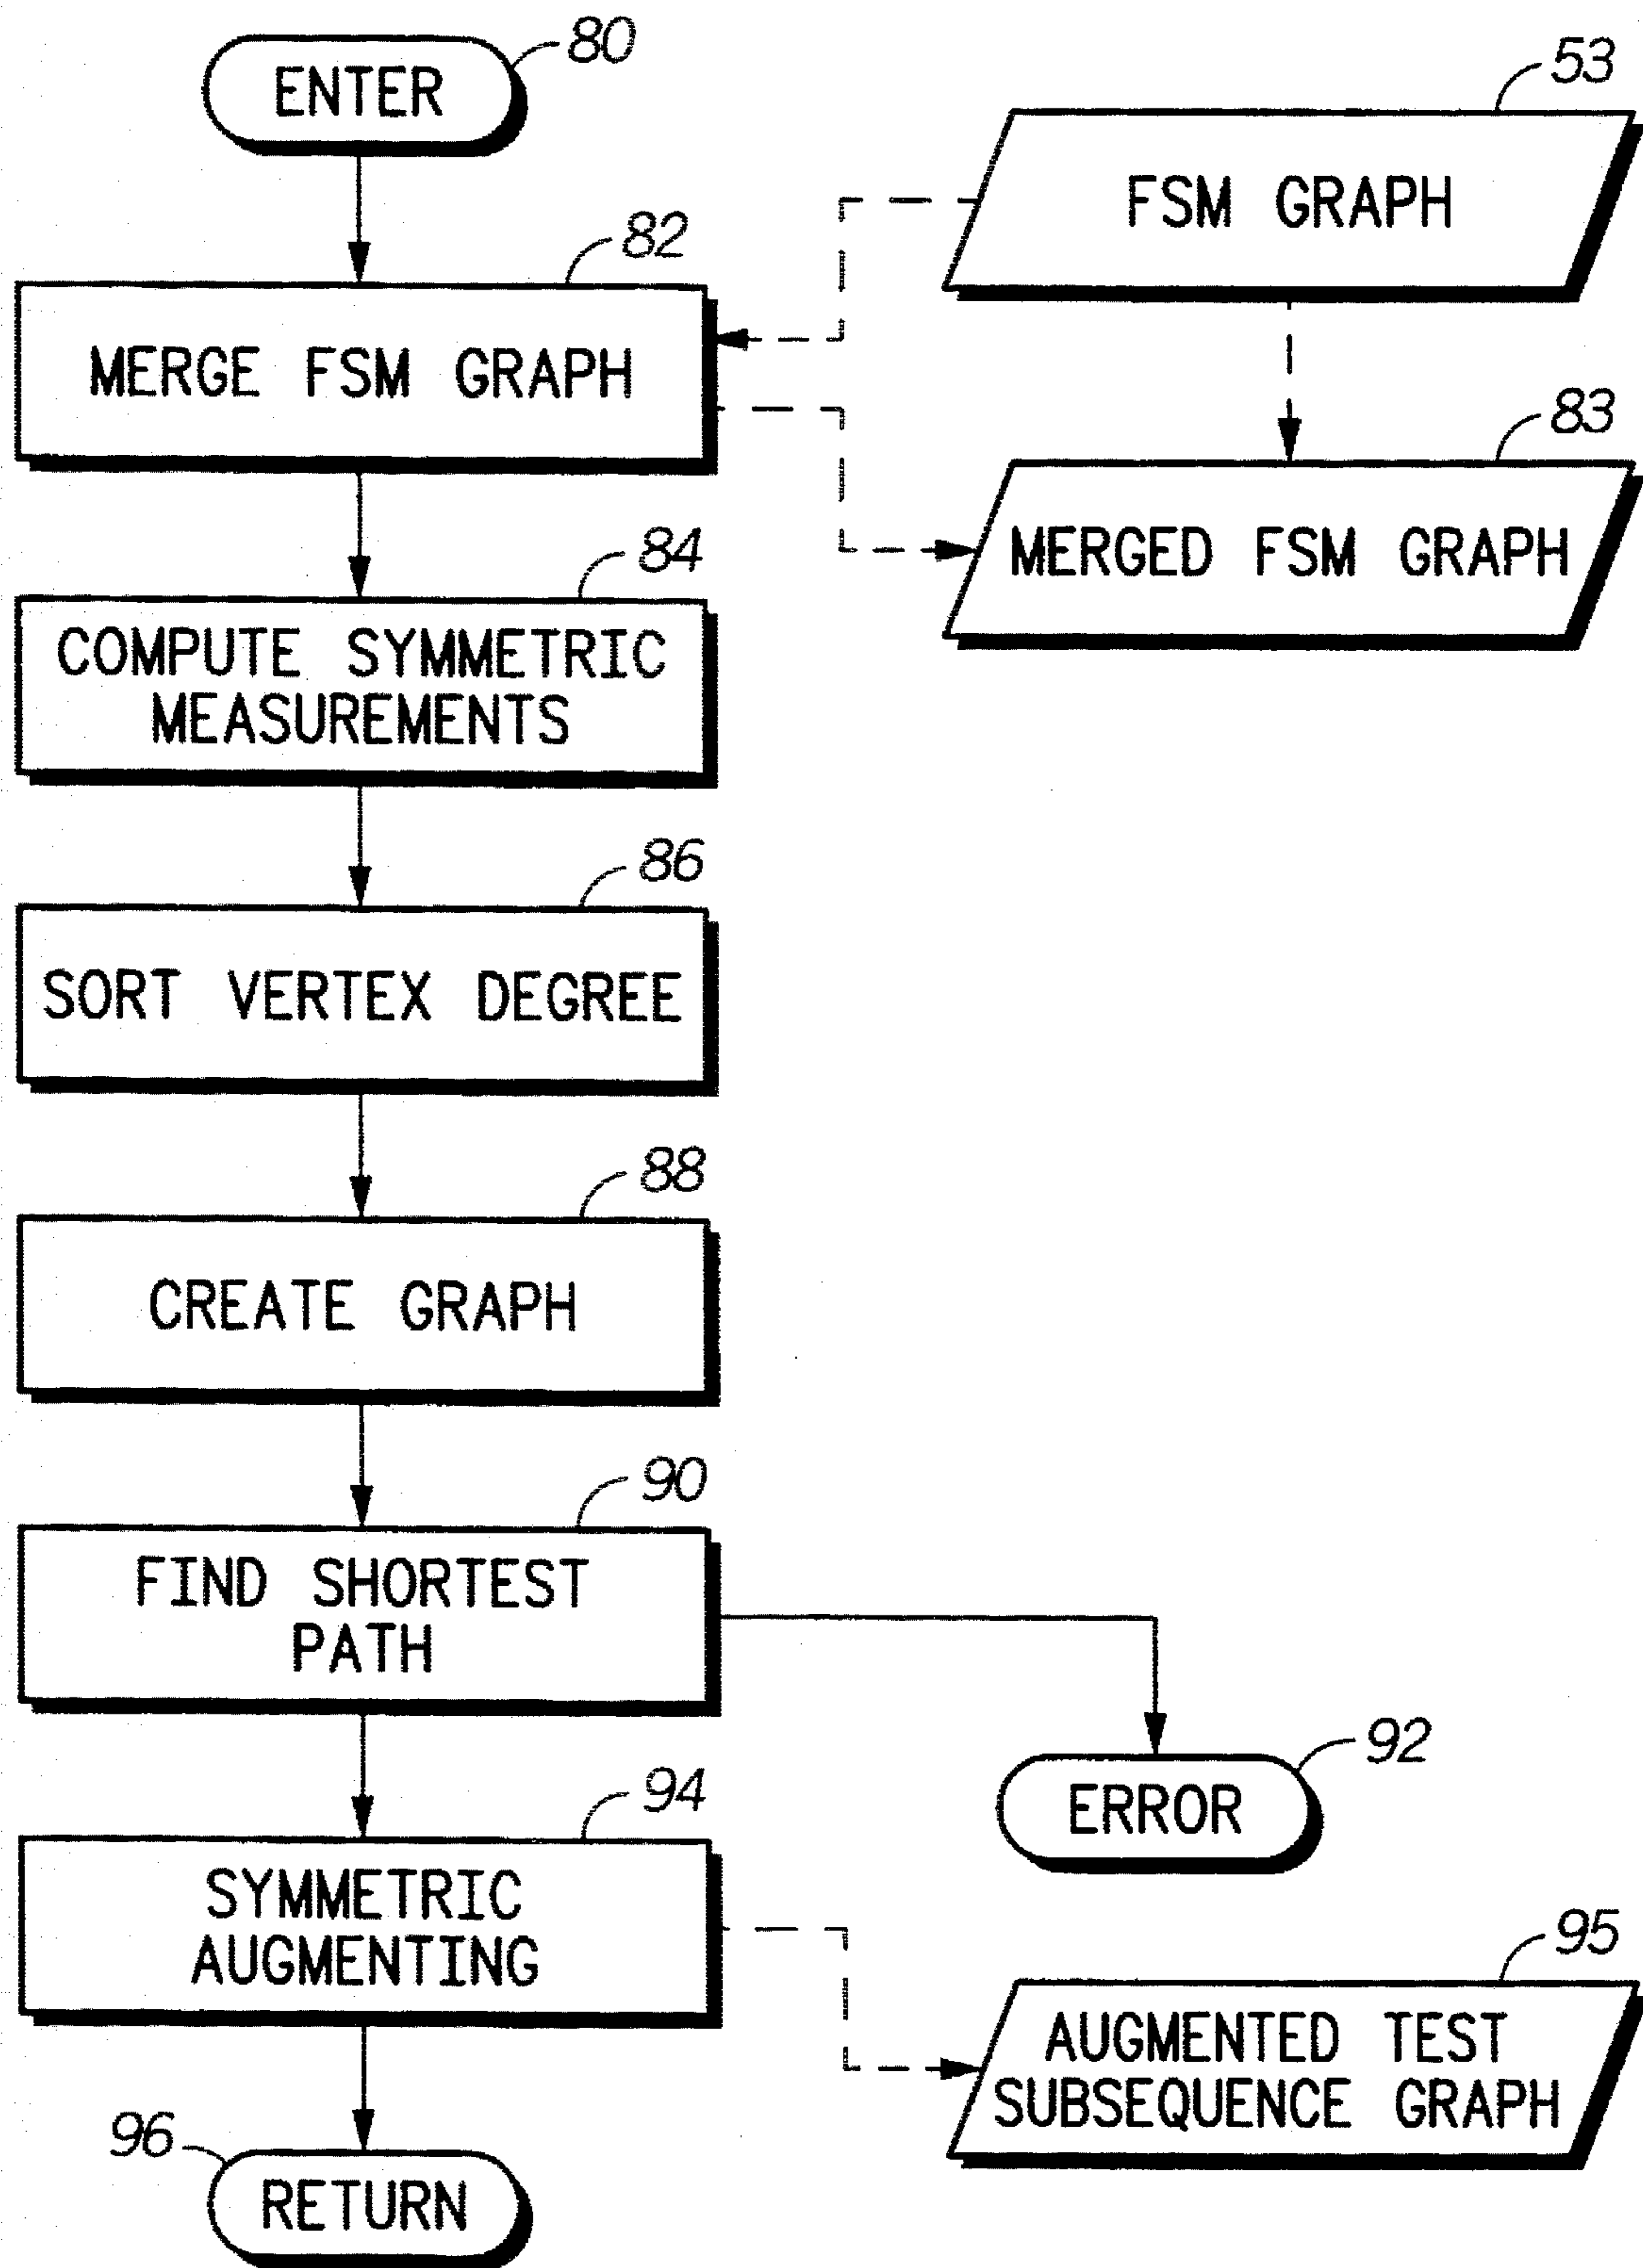 ENTER
80
53
FSM GRAPH
82
MERGE FSM GRAPH
83
MERGED FSM GRAPH
84
COMPUTE SYMMETRIC
MEASUREMENTS
86
SORT VERTEX DEGREE
88
CREATE GRAPH
90
FIND SHORTEST
PATH
92
ERROR
94
SYMMETRIC
AUGMENTING
95
AUGMENTED TEST
SUBSEQUENCE GRAPH
96
RETURN